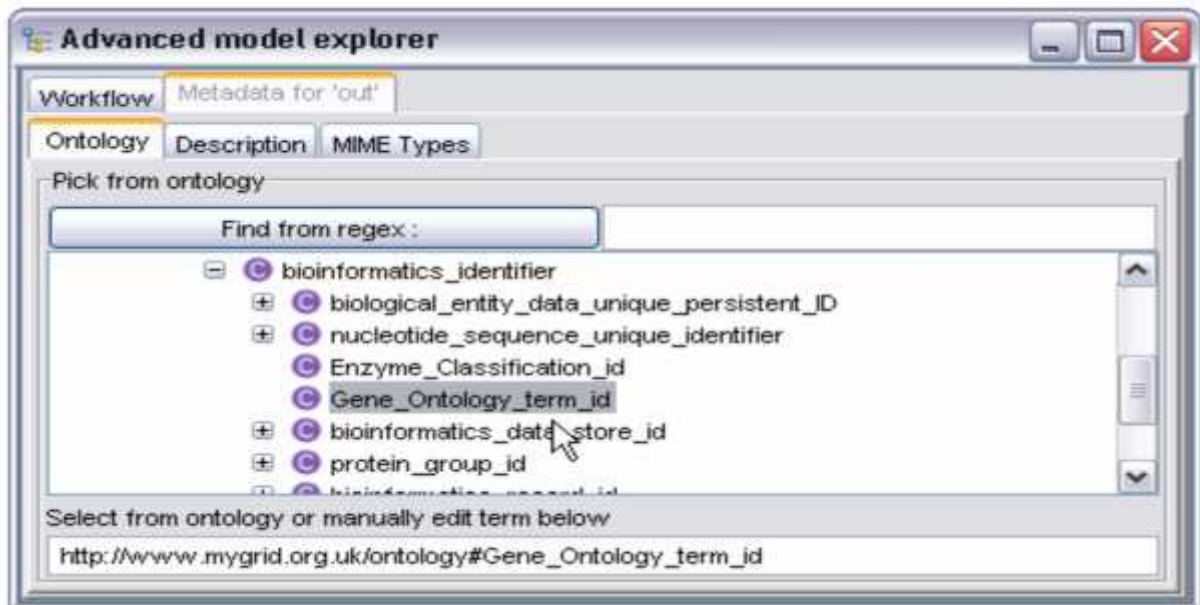 Advanced model explorer
Workflow Metadata for 'out'
Ontology Description MIME Types
Pick from ontology
Find from regex :
bioinformatics_identifier
biological_entity_data_unique_persistent_ID
nucleotide_sequence_unique_identifier
Enzyme_Classification_id
Gene_Ontology_term_id
bioinformatics_data_store_id
protein_group_id
Select from ontology or manually edit term below
http://www.mygrid.org.uk/ontology#Gene_Ontology_term_id